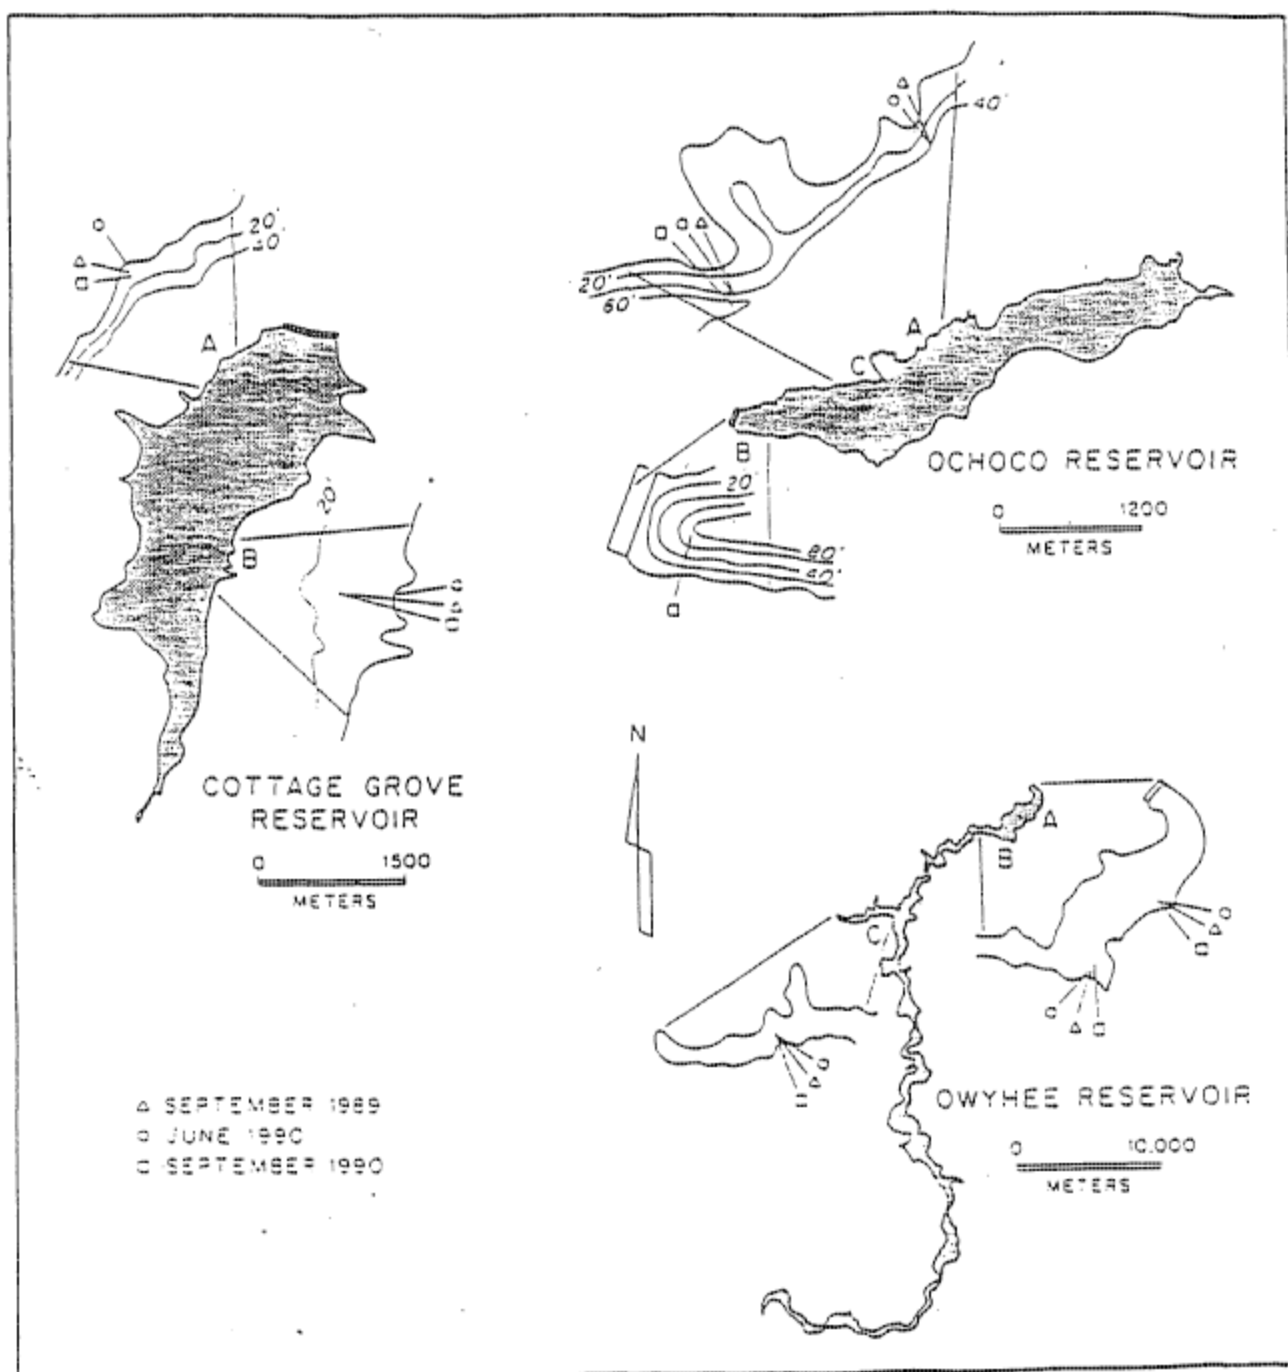 40'
20'
60'
A
C
B
20'
80'
40'
OCHOCO RESERVOIR
0 1200
METERS
20'
40'
A
20'
B
COTTAGE GROVE
RESERVOIR
0 1500
METERS
N
A
B
C
OWYHEE RESERVOIR
0 10,000
METERS
△ SEPTEMBER 1989
○ JUNE 1990
□ SEPTEMBER 1990